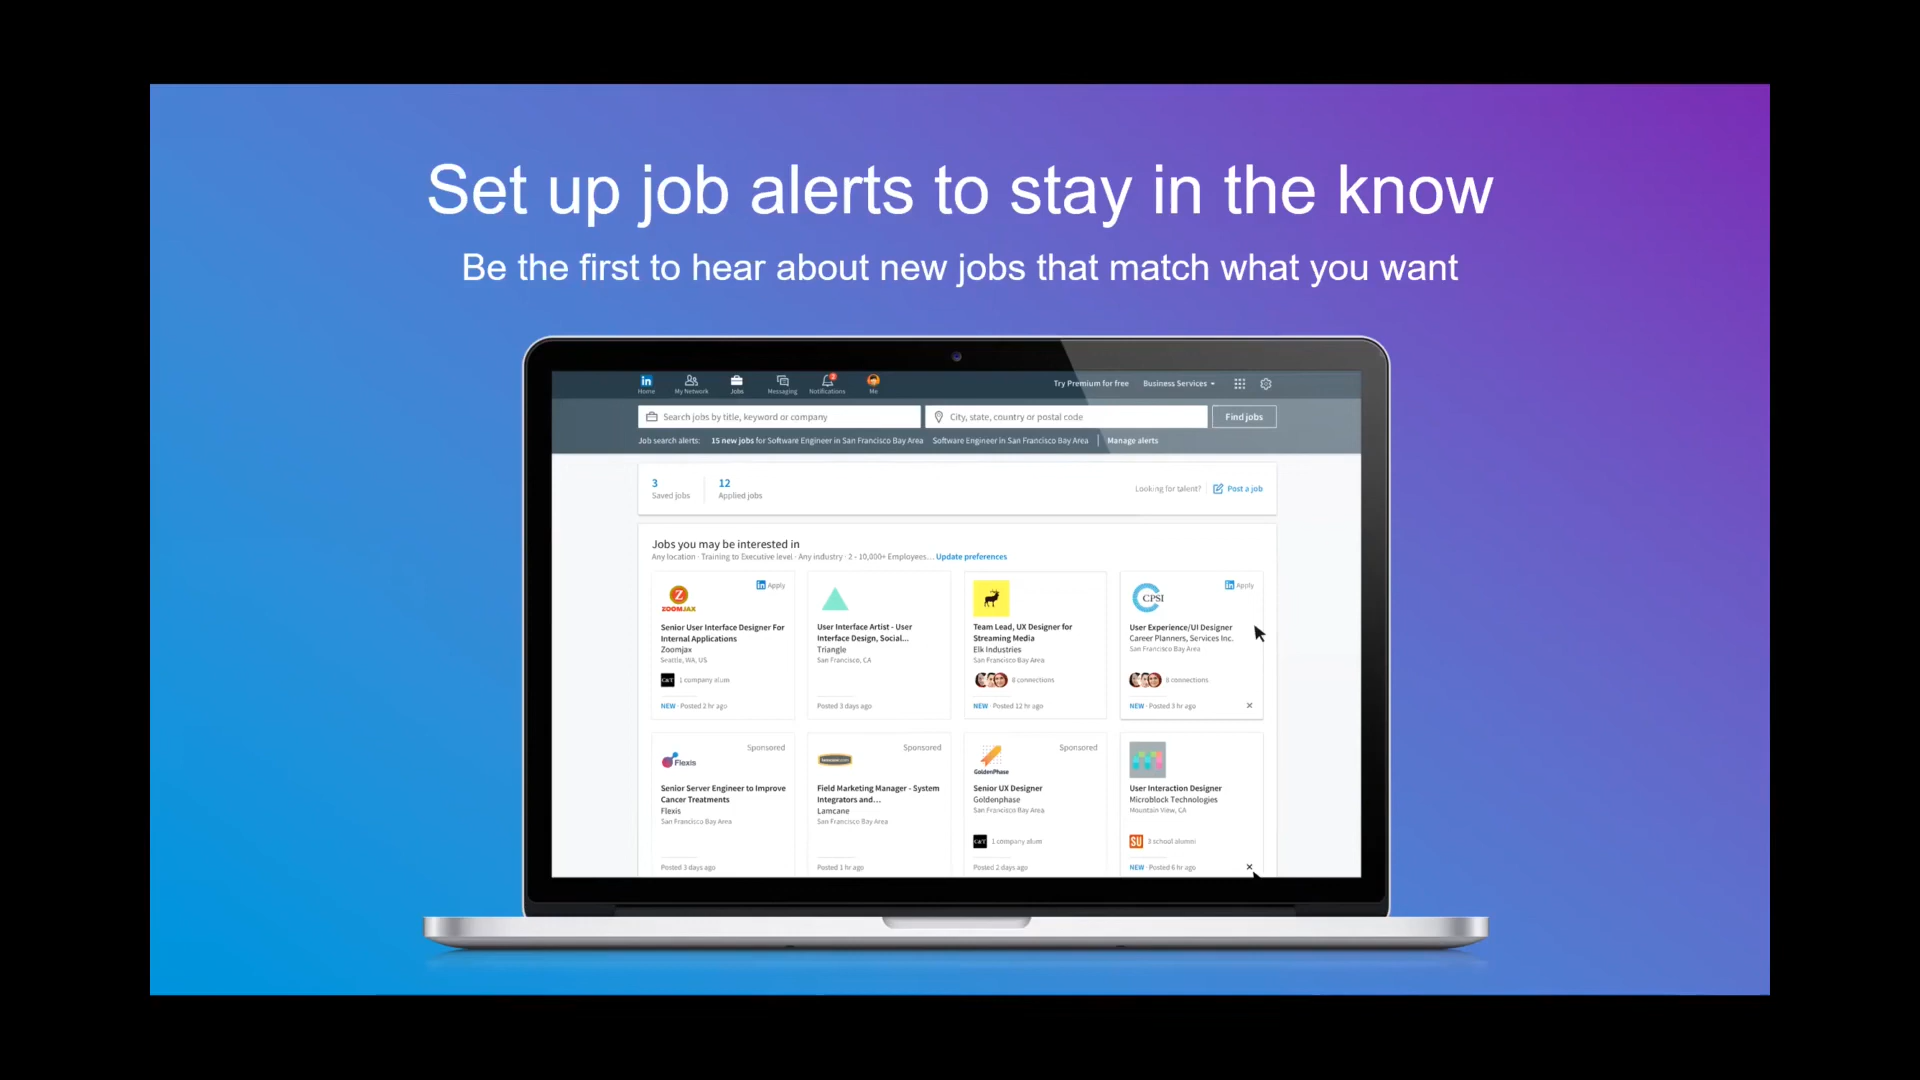 Set up job alerts to stay in the know
Be the first to hear about new jobs that match what you want
in
Home
My Network
Jobs
Messaging
Notifications
Me
Try Premium for free
Business Services
Search jobs by title, keyword or company
City, state, country or postal code
Find jobs
Job search alerts: 15 new jobs for Software Engineer in San Francisco Bay Area Software Engineer in San Francisco Bay Area | Manage alerts
3
Saved jobs
12
Applied jobs
Looking for talent? Post a job
Jobs you may be interested in
Any location · Training to Executive level · Any industry · 2 - 10,000+ Employees... Update preferences
in Apply
Z
ZOOMJAX
Senior User Interface Designer For
Internal Applications
Zoomjax
Seattle, WA, US
1 company alum
NEW · Posted 2 hr ago
User Interface Artist - User
Interface Design, Social...
Triangle
San Francisco, CA
Posted 3 days ago
Team Lead, UX Designer for
Streaming Media
Elk Industries
San Francisco Bay Area
8 connections
NEW · Posted 12 hr ago
in Apply
CPSI
User Experience/UI Designer
Career Planners, Services Inc.
San Francisco Bay Area
6 connections
NEW · Posted 3 hr ago
Sponsored
Flexis
Senior Server Engineer to Improve
Cancer Treatments
Flexis
San Francisco Bay Area
Posted 3 days ago
Sponsored
Field Marketing Manager - System
Integrators and...
Lamcane
San Francisco Bay Area
Posted 1 hr ago
Sponsored
GoldenPhase
Senior UX Designer
Goldenphase
San Francisco Bay Area
1 company alum
Posted 2 days ago
User Interaction Designer
Microblock Technologies
Mountain View, CA
SU
3 school alumni
NEW · Posted 6 hr ago